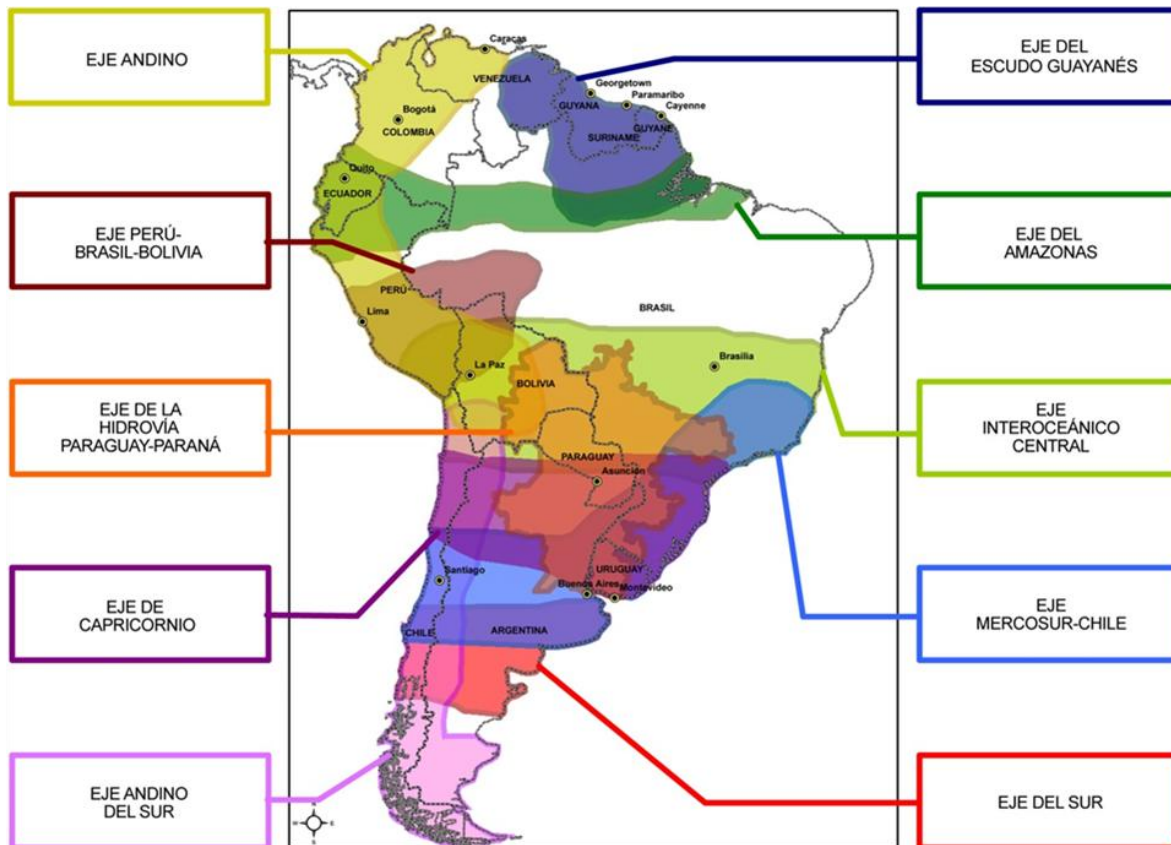 EJE ANDINO
EJE PERÚ-
BRASIL-BOLIVIA
EJE DE LA
HIDROVÍA
PARAGUAY-PARANÁ
EJE DE
CAPRICORNIO
EJE ANDINO
DEL SUR
Caracas
VENEZUELA
Georgetown
Paramaribo
GUYANA
Cayenne
Bogotá
COLOMBIA
SURINAME
GUYANE
Quito
ECUADOR
PERÚ
BRASIL
Lima
La Paz
Brasilia
BOLIVIA
PARAGUAY
Asunción
Santiago
URUGUAY
Buenos Aires
Montevideo
CHILE
ARGENTINA
N
W
E
S
EJE DEL
ESCUDO GUAYANÉS
EJE DEL
AMAZONAS
EJE
INTEROCEÁNICO
CENTRAL
EJE
MERCOSUR-CHILE
EJE DEL SUR